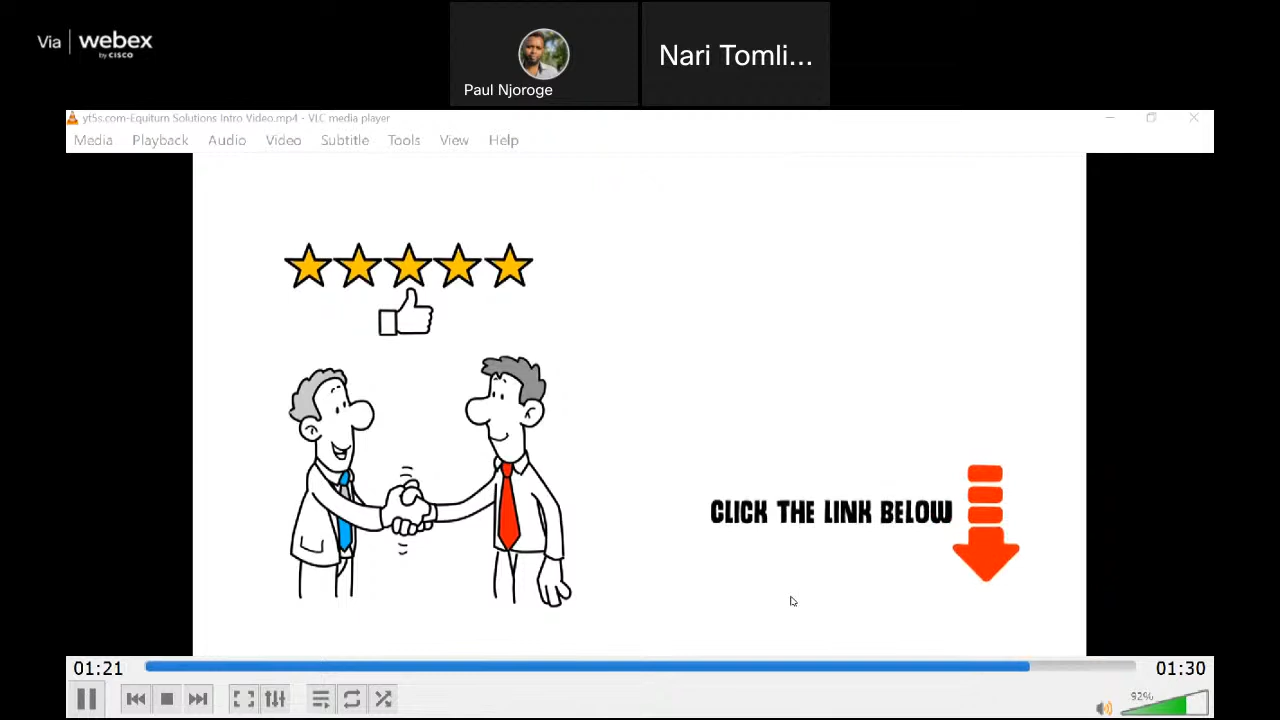 Via webex
by CISCO
Paul Njoroge
Nari Tomli...
yt5s.com-Equiturn Solutions Intro Video.mp4 - VLC media player
Media Playback Audio Video Subtitle Tools View Help
CLICK THE LINK BELOW
01:21
01:30
92%